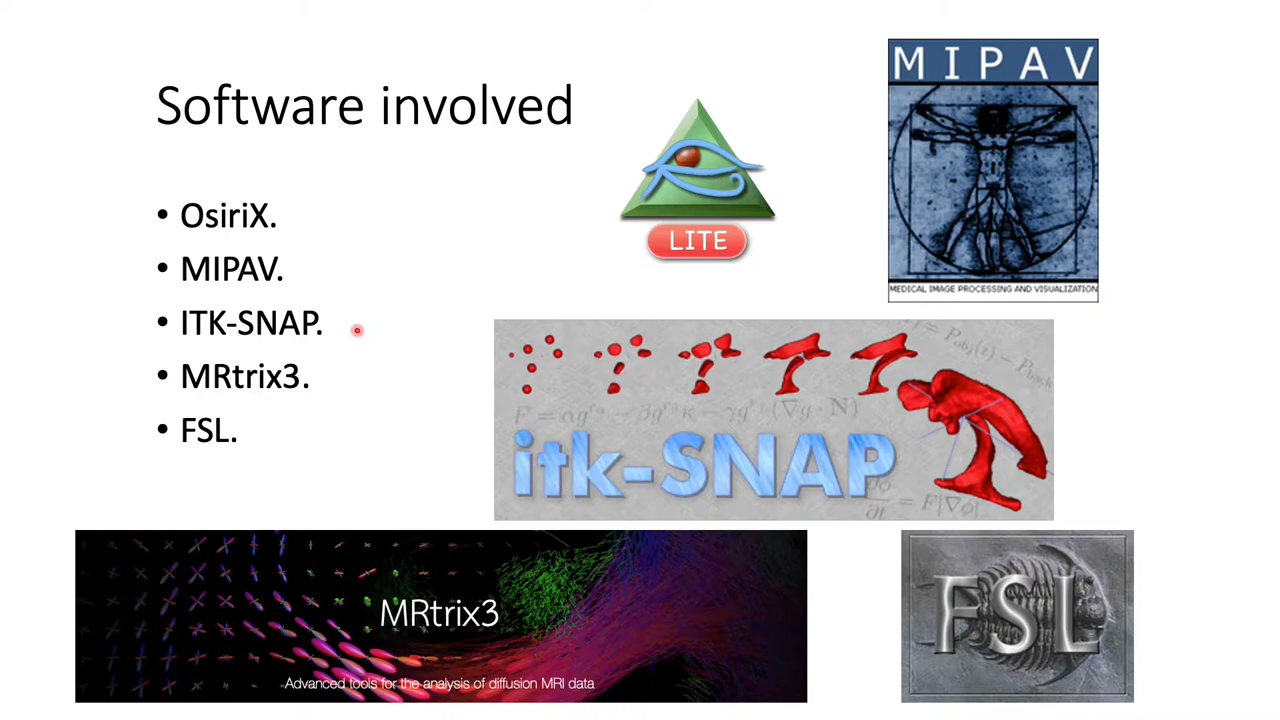 Software involved
• OsiriX.
• MIPAV.
• ITK-SNAP.
• MRtrix3.
• FSL.
LITE
MIPAV
MEDICAL IMAGE PROCESSING AND VISUALIZATION
itk-SNAP
MRtrix3
Advanced tools for the analysis of diffusion MRI data
FSL